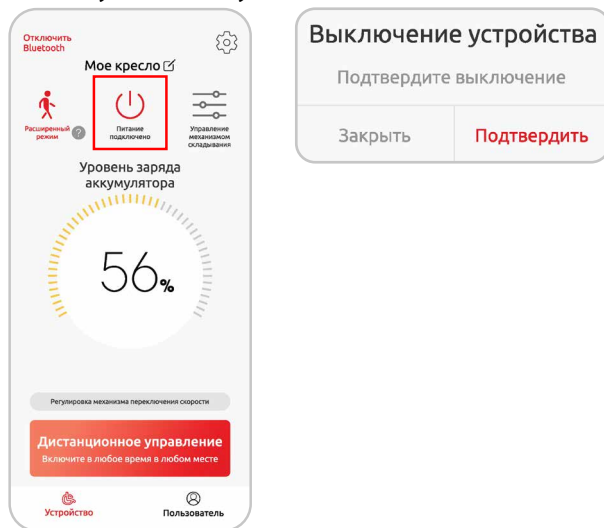 Отключить
Bluetooth
Мое кресло
Расширенный
режим
?
Питание
подключено
Управление
механизмом
складывания
Уровень заряда
аккумулятора
56%
Регулировка механизма переключения скорости
Дистанционное управление
Включите в любое время в любом месте
Устройство
Пользователь
Выключение устройства
Подтвердите выключение
Закрыть
Подтвердить